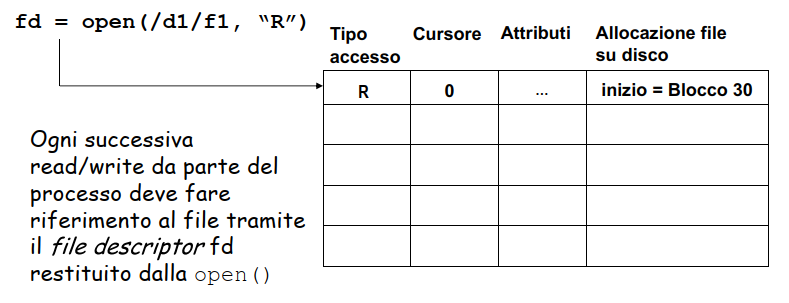 fd = open(/d1/f1, “R”)
Tipo accesso Cursore Attributi Allocazione file su disco
R 0 ... inizio = Blocco 30
Ogni successiva
read/write da parte del
processo deve fare
riferimento al file tramite
il file descriptor fd
restituito dalla open()